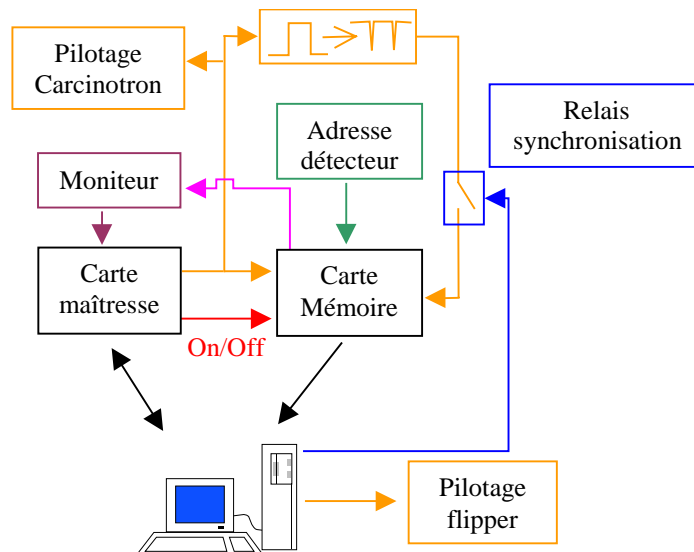 Pilotage
Carcinotron
Adresse
détecteur
Relais
synchronisation
Moniteur
Carte
maîtresse
Carte
Mémoire
On/Off
Pilotage
flipper